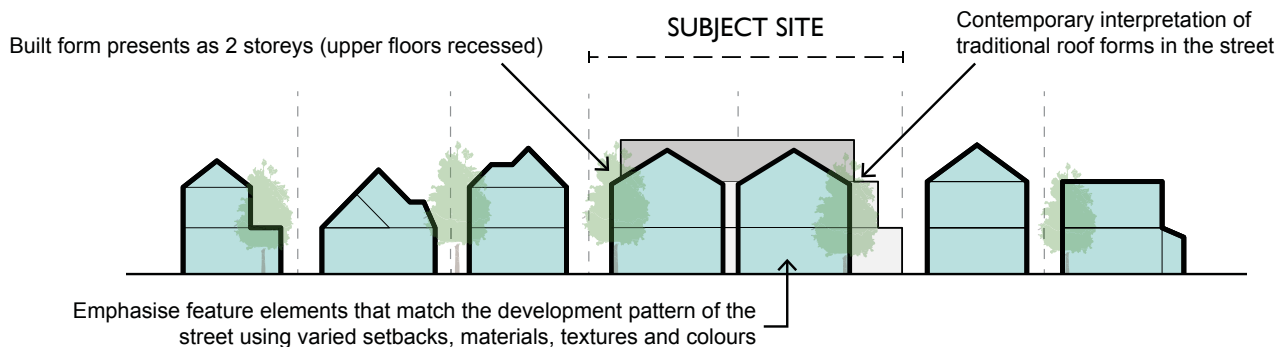 SUBJECT SITE
Built form presents as 2 storeys (upper floors recessed)
Contemporary interpretation of
traditional roof forms in the street
Emphasise feature elements that match the development pattern of the
street using varied setbacks, materials, textures and colours